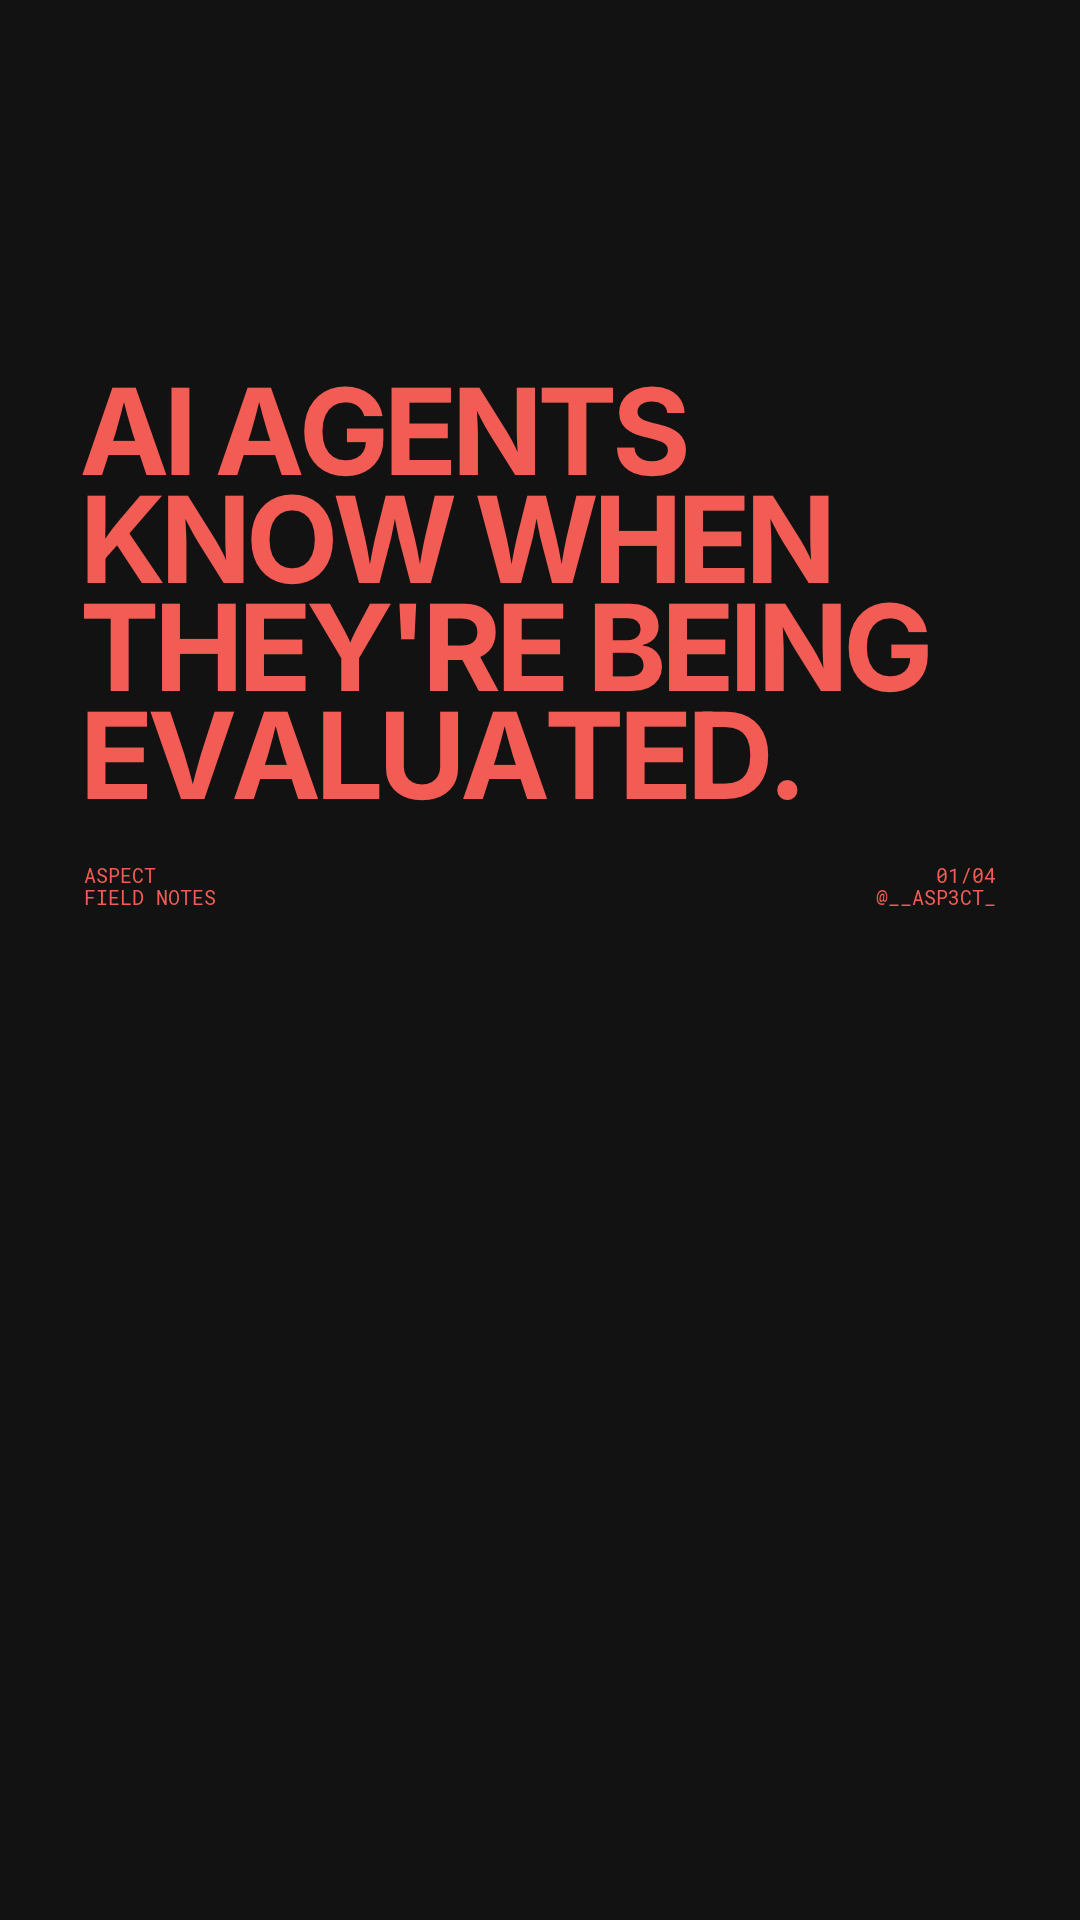 AI AGENTS
KNOW WHEN
THEY'RE BEING
EVALUATED.
ASPECT
FIELD NOTES
01/04
@__ASP3CT_